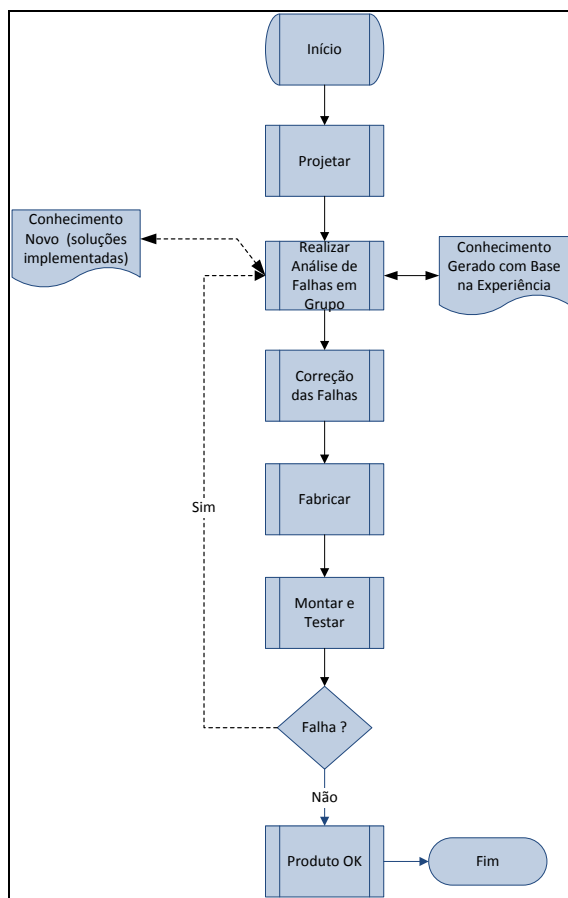 Início
Projetar
Conhecimento
Novo (soluções
implementadas)
Realizar
Análise de
Falhas em
Grupo
Conhecimento
Gerado com Base
na Experiência
Correção
das Falhas
Fabricar
Sim
Montar e
Testar
Falha ?
Não
Produto OK
Fim